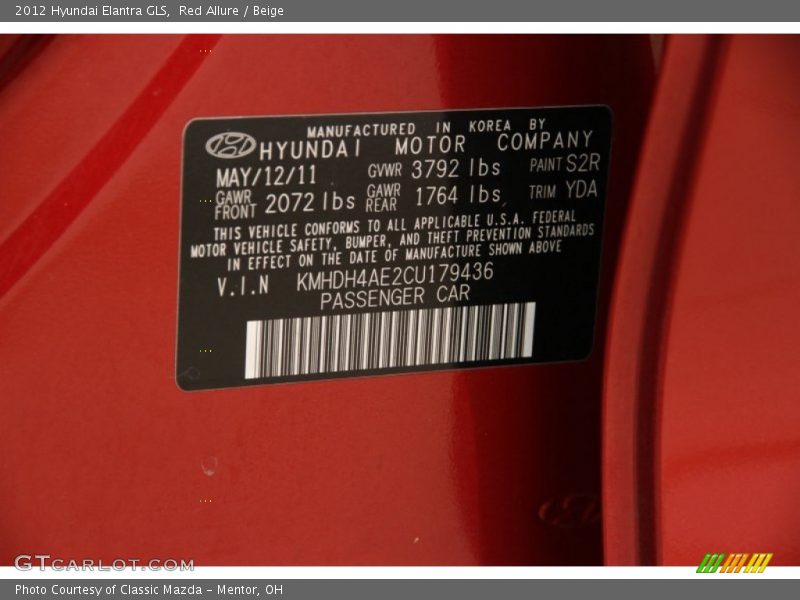 2012 Hyundai Elantra GLS,  Red Allure / Beige
MANUFACTURED IN KOREA BY
HYUNDAI MOTOR COMPANY
MAY/12/11 GVWR 3792 lbs PAINT S2R
GAWR FRONT 2072 lbs GAWR REAR 1764 lbs TRIM YDA
THIS VEHICLE CONFORMS TO ALL APPLICABLE U.S.A. FEDERAL
MOTOR VEHICLE SAFETY, BUMPER, AND THEFT PREVENTION STANDARDS
IN EFFECT ON THE DATE OF MANUFACTURE SHOWN ABOVE
V.I.N KMHDH4AE2CU179436
PASSENGER CAR
GTCARLOT.COM
Photo Courtesy of Classic Mazda - Mentor, OH